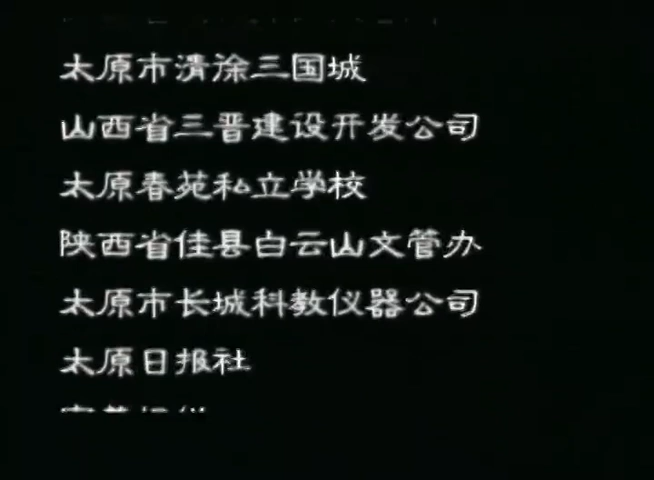 太原市清徐三国城
山西省三晋建设开发公司
太原春苑私立学校
陕西省佳县白云山文管办
太原市长城科教仪器公司
太原日报社